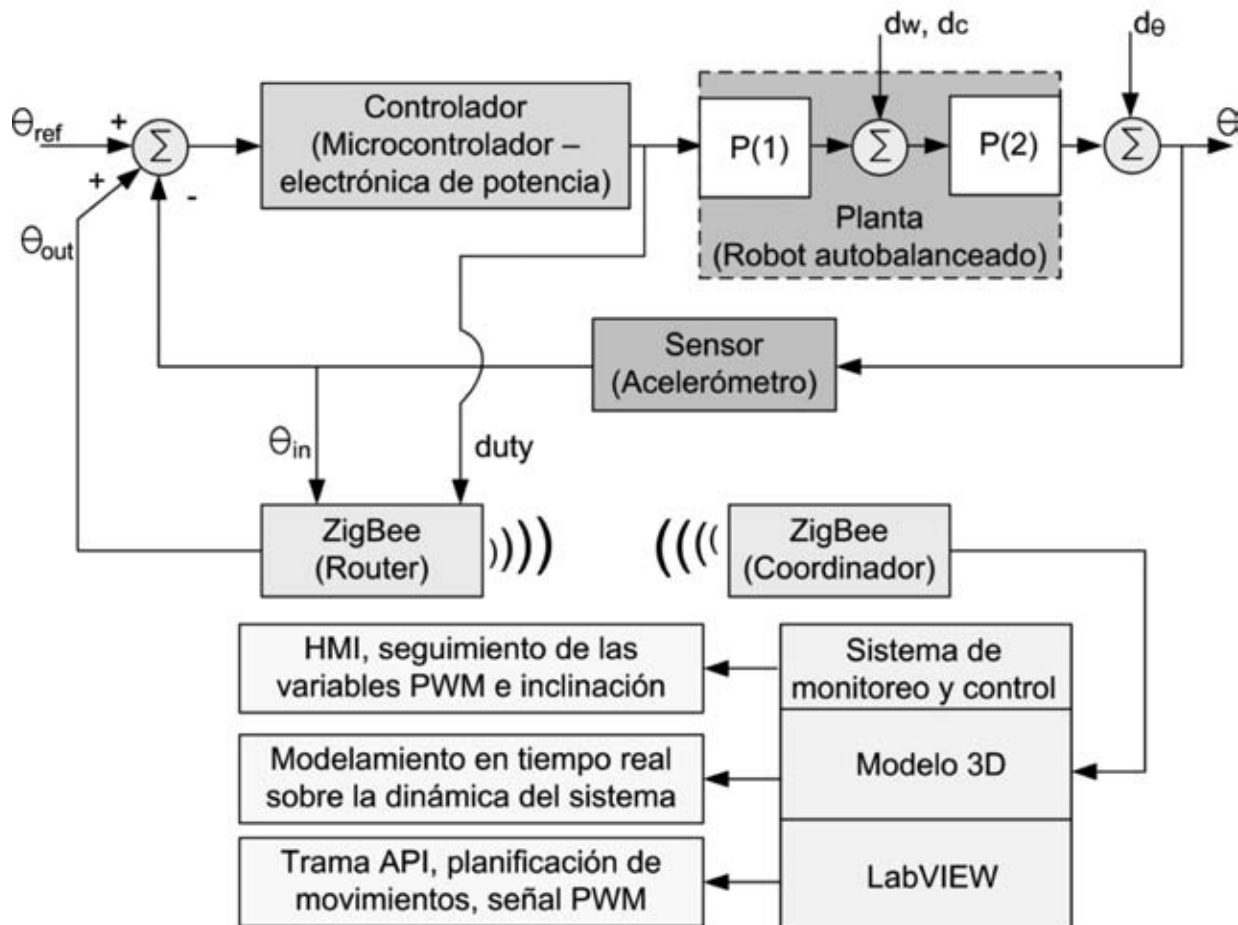 dw, dc
dθ
θref
+
Σ
Controlador
(Microcontrolador –
electrónica de potencia)
P(1)
Σ
P(2)
Σ
θ
+
-
θout
Planta
(Robot autobalanceado)
Sensor
(Acelerómetro)
θin
duty
ZigBee
(Router)
ZigBee
(Coordinador)
HMI, seguimiento de las
variables PWM e inclinación
Sistema de
monitoreo y control
Modelamiento en tiempo real
sobre la dinámica del sistema
Modelo 3D
Trama API, planificación de
movimientos, señal PWM
LabVIEW